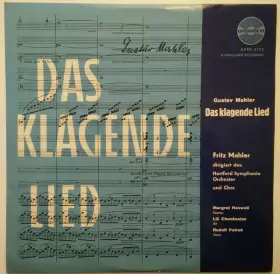 Gustav Mahler
DAS
KLAGENDE
LIED
Gustav Mahler
Das klagende Lied
Fritz Mahler
dirigiert das
Hartford Symphonie-
Orchester
und Chor
Margret Hoswell
Sopran
Lili Chookasian
Alt
Rudolf Petrak
Tenor